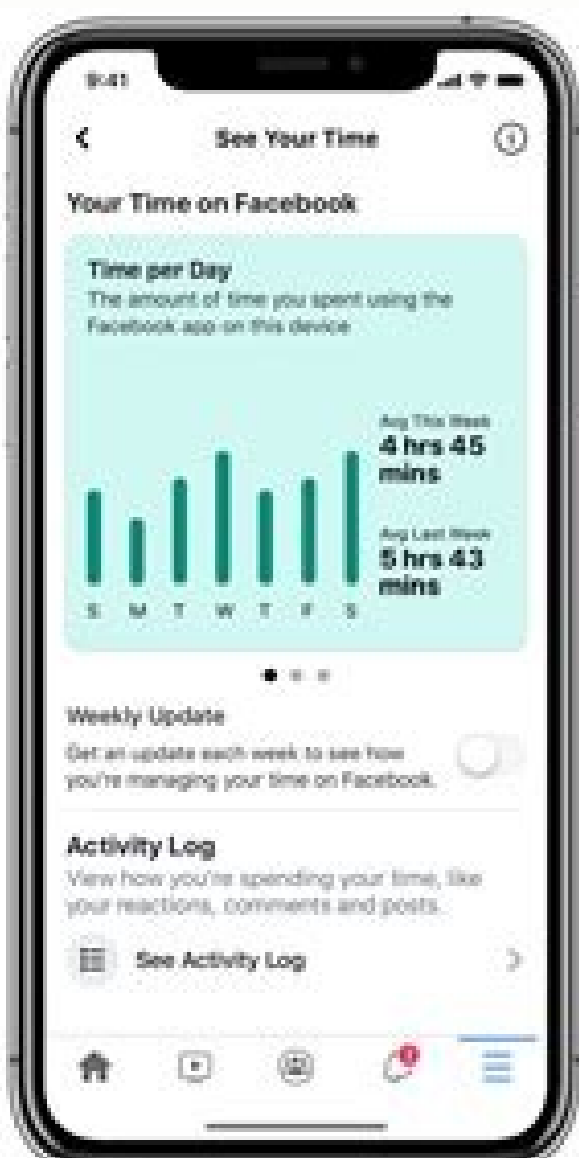 9:41
See Your Time
Your Time on Facebook
Time per Day
The amount of time you spent using the
Facebook app on this device
Avg This Week
4 hrs 45
mins
Avg Last Week
5 hrs 43
mins
S M T W T F S
Weekly Update
Get an update each week to see how
you're managing your time on Facebook.
Activity Log
View how you're spending your time, like
your reactions, comments and posts.
See Activity Log